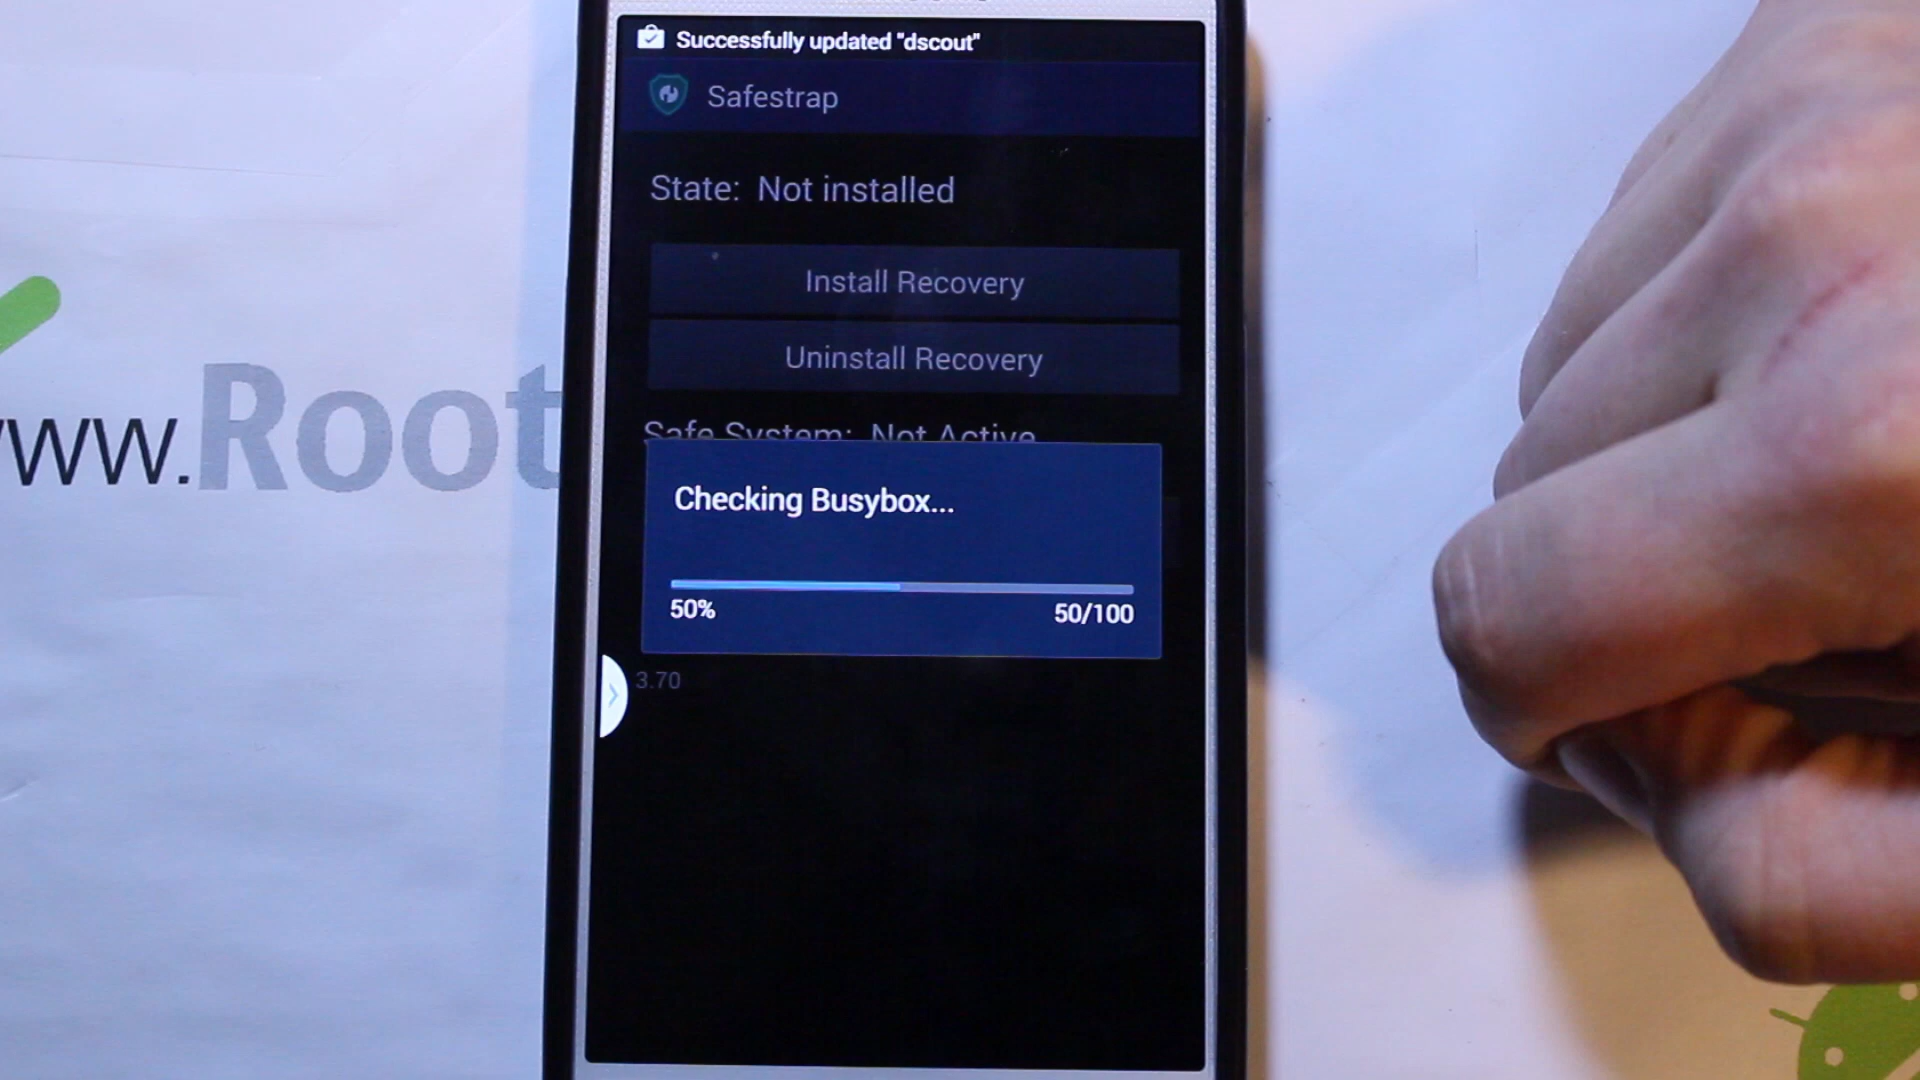 Successfully updated "dscout"
Safestrap
State: Not installed
Install Recovery
Uninstall Recovery
Safe System: Not Active
Checking Busybox...
50% 50/100
3.70
www.Root